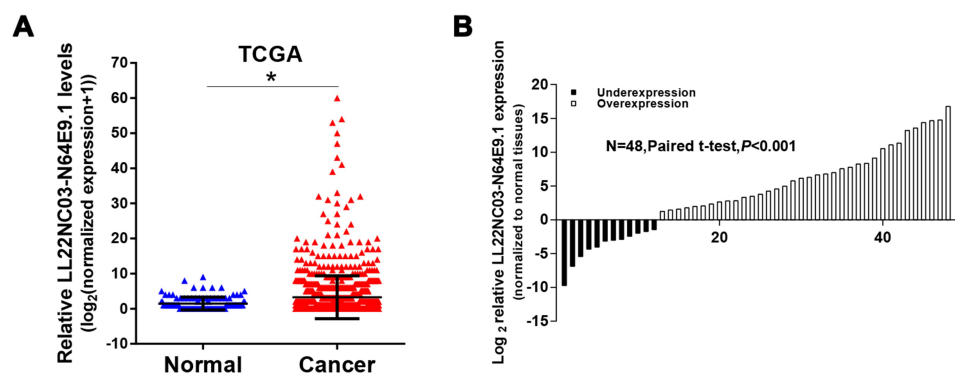 A
TCGA
*
Relative LL22NC03-N64E9.1 levels
(log2(normalized expression+1))
70
60
50
40
30
20
10
0
-10
Normal Cancer
B
Log 2 relative LL22NC03-N64E9.1 expression
(normalized to normal tissues)
Underexpression
Overexpression
N=48,Paired t-test,P<0.001
20
15
10
5
0
-5
-10
-15
20 40